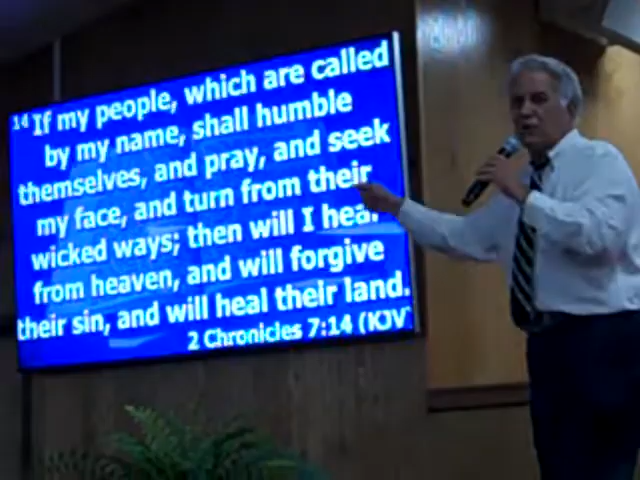 14 If my people, which are called
by my name, shall humble
themselves, and pray, and seek
my face, and turn from their
wicked ways; then will I hear
from heaven, and will forgive
their sin, and will heal their land.
2 Chronicles 7:14 (KJV